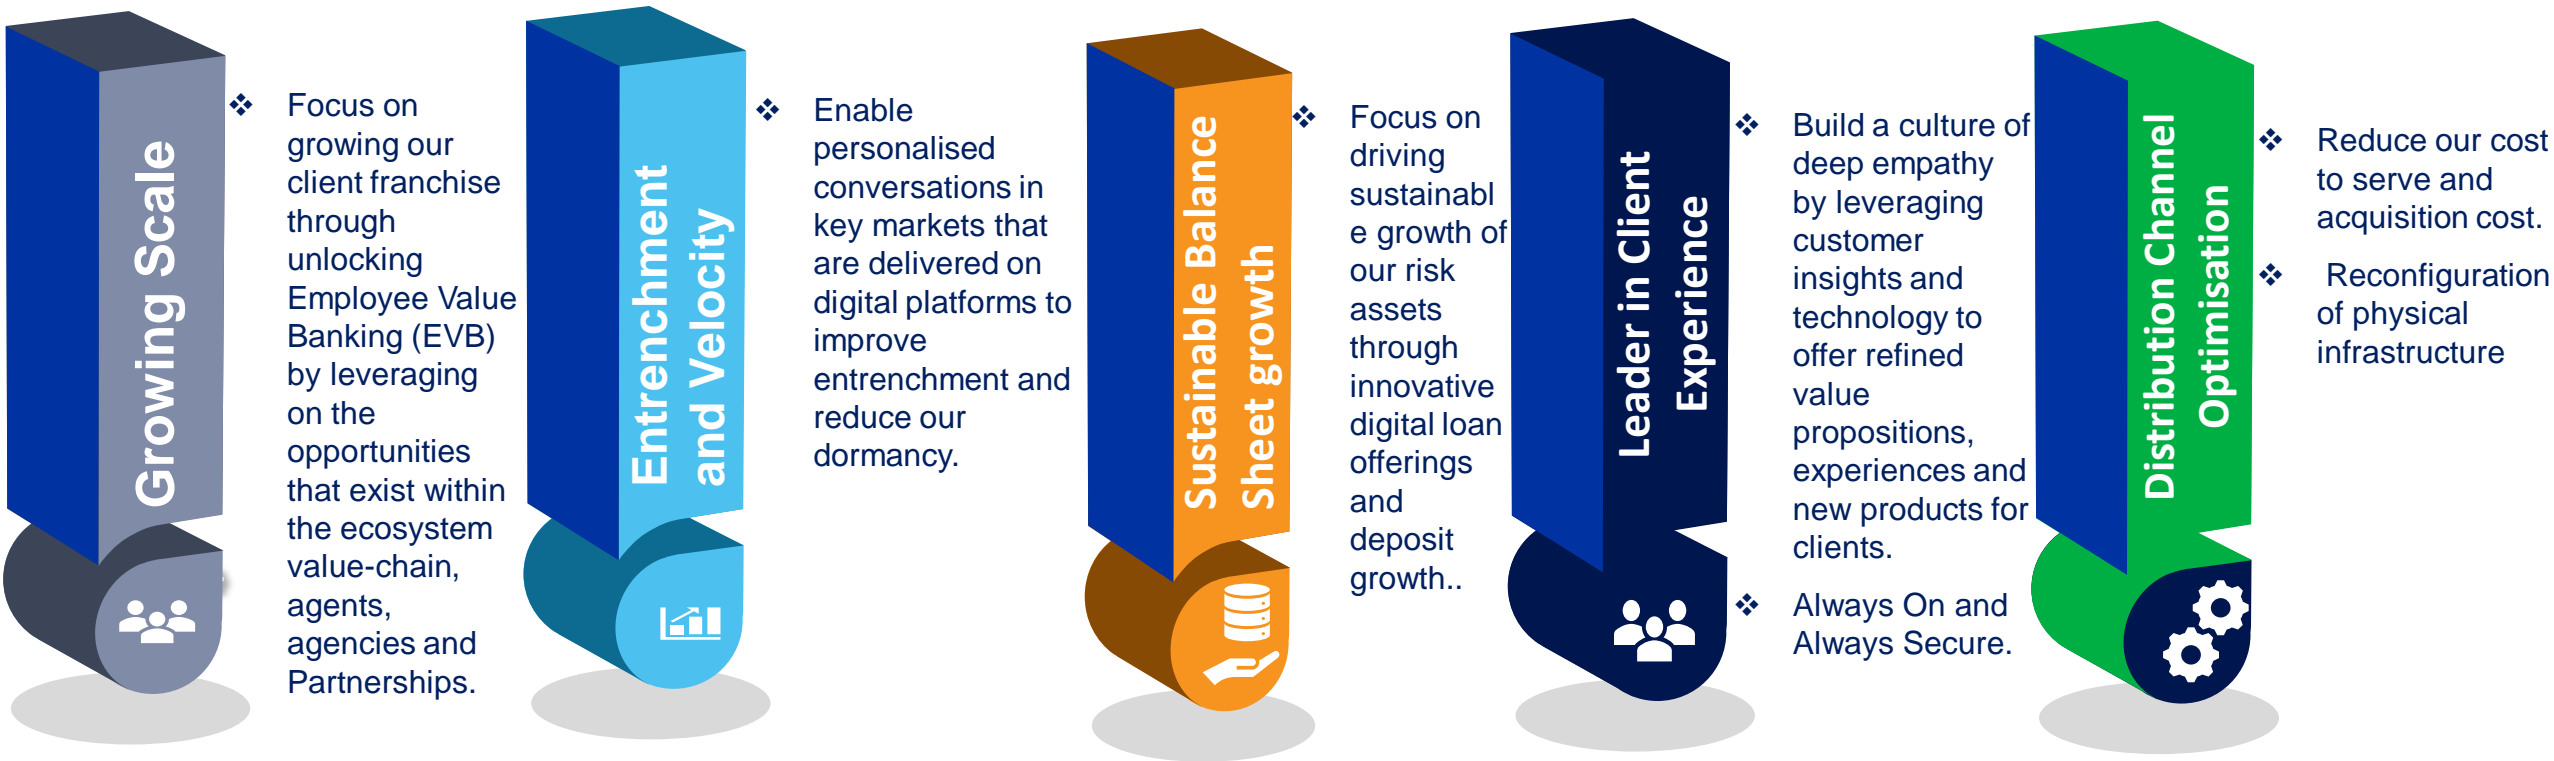 Growing Scale
Focus on
growing our
client franchise
through
unlocking
Employee Value
Banking (EVB)
by leveraging
on the
opportunities
that exist within
the ecosystem
value-chain,
agents,
agencies and
Partnerships.
Entrenchment
and Velocity
Enable
personalised
conversations in
key markets that
are delivered on
digital platforms to
improve
entrenchment and
reduce our
dormancy.
Sustainable Balance
Sheet growth
Focus on
driving
sustainabl
e growth of
our risk
assets
through
innovative
digital loan
offerings
and
deposit
growth..
Leader in Client
Experience
Build a culture of
deep empathy
by leveraging
customer
insights and
technology to
offer refined
value
propositions,
experiences and
new products for
clients.
Always On and
Always Secure.
Distribution Channel
Optimisation
Reduce our cost
to serve and
acquisition cost.
Reconfiguration
of physical
infrastructure